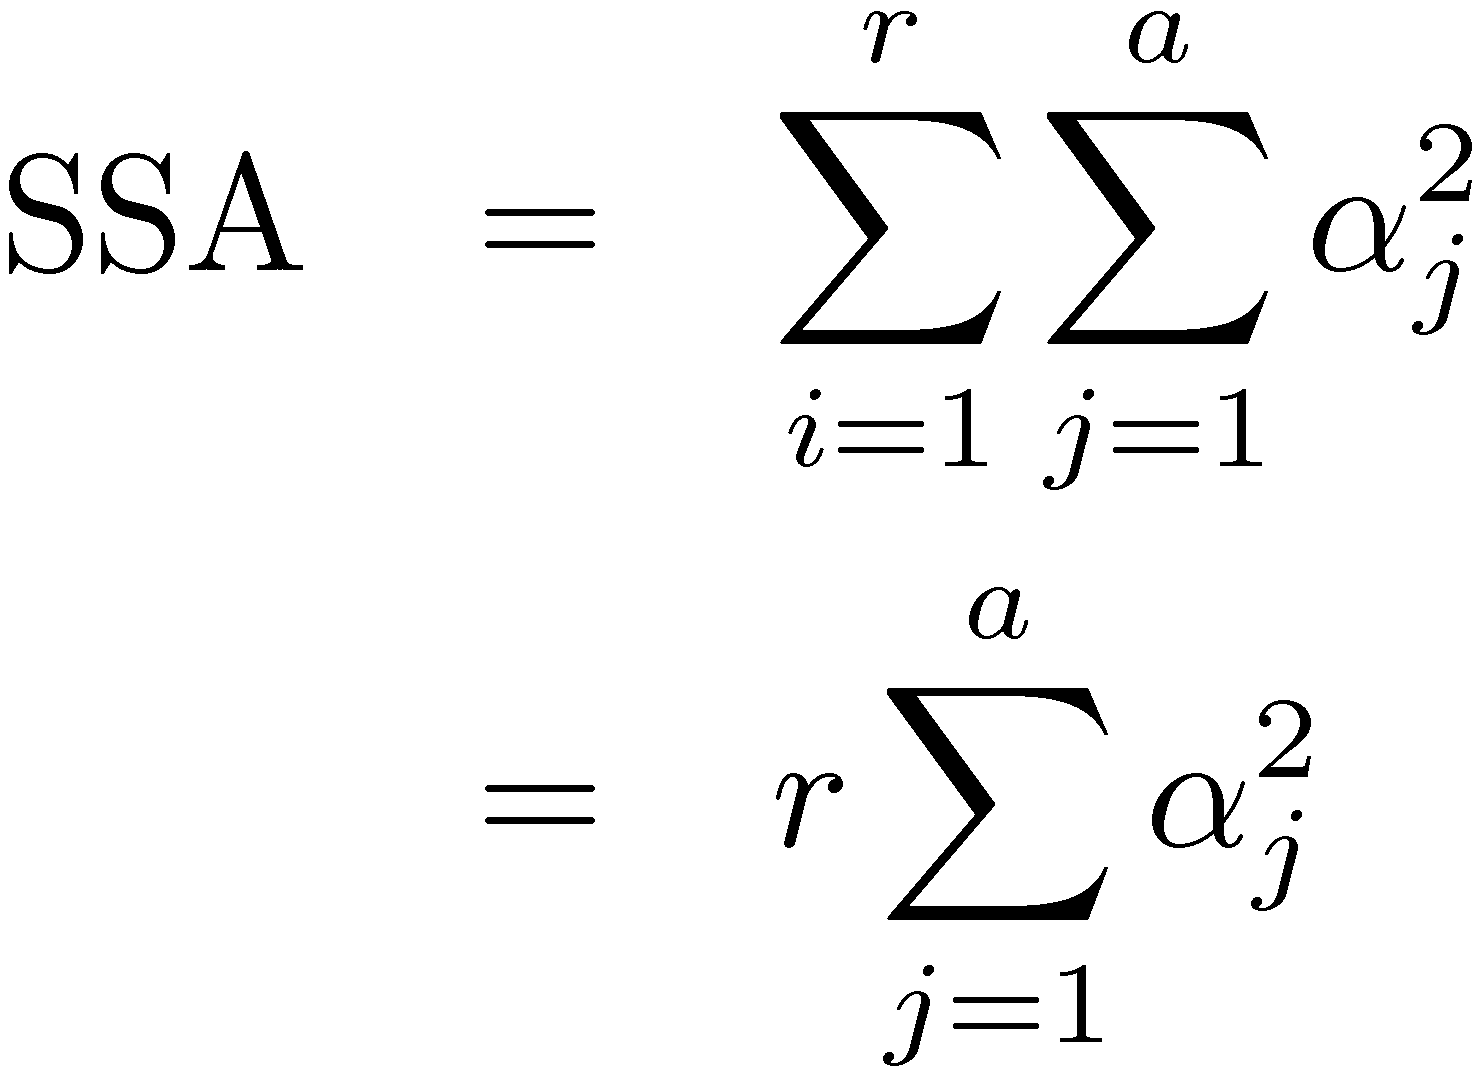 SSA = \sum_{i=1}^{r} \sum_{j=1}^{a} \alpha_j^2
= r \sum_{j=1}^{a} \alpha_j^2